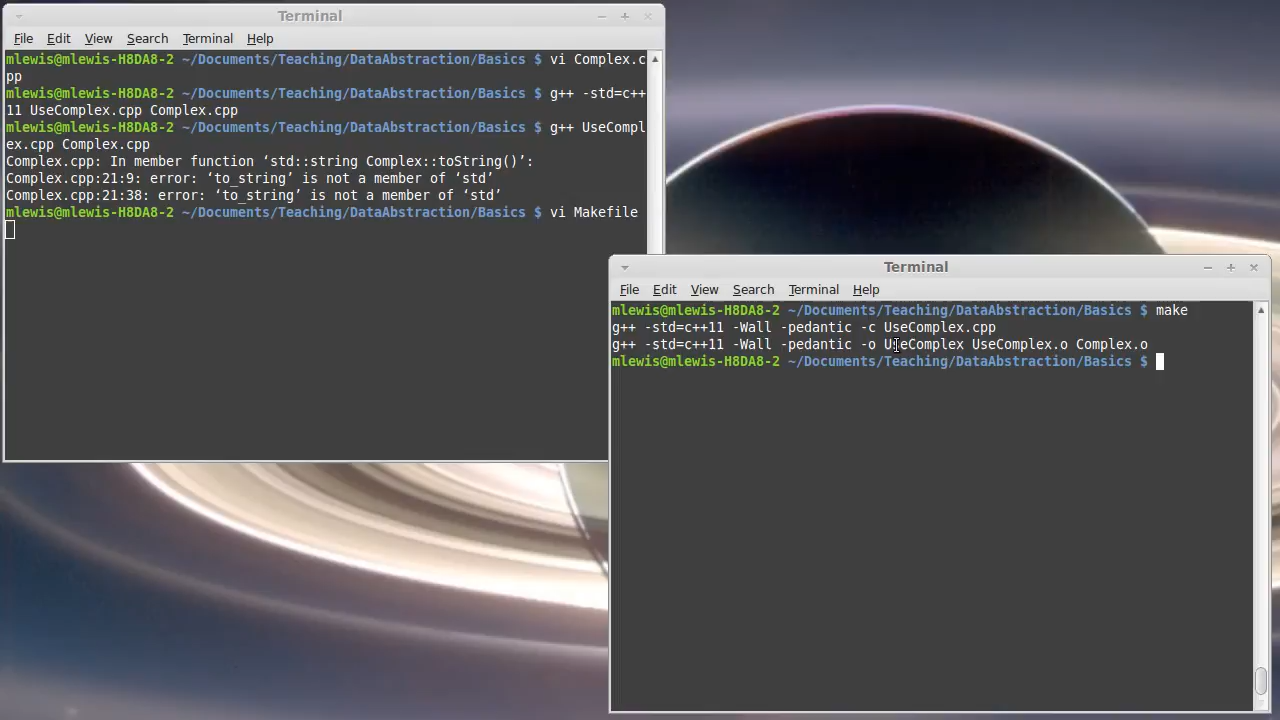 Terminal
File Edit View Search Terminal Help
mlewis@mlewis-H8DA8-2 ~/Documents/Teaching/DataAbstraction/Basics $ vi Complex.c
pp
mlewis@mlewis-H8DA8-2 ~/Documents/Teaching/DataAbstraction/Basics $ g++ -std=c++
11 UseComplex.cpp Complex.cpp
mlewis@mlewis-H8DA8-2 ~/Documents/Teaching/DataAbstraction/Basics $ g++ UseCompl
ex.cpp Complex.cpp
Complex.cpp: In member function ‘std::string Complex::toString()’:
Complex.cpp:21:9: error: ‘to_string’ is not a member of ‘std’
Complex.cpp:21:38: error: ‘to_string’ is not a member of ‘std’
mlewis@mlewis-H8DA8-2 ~/Documents/Teaching/DataAbstraction/Basics $ vi Makefile
Terminal
File Edit View Search Terminal Help
mlewis@mlewis-H8DA8-2 ~/Documents/Teaching/DataAbstraction/Basics $ make
g++ -std=c++11 -Wall -pedantic -c UseComplex.cpp
g++ -std=c++11 -Wall -pedantic -o UseComplex UseComplex.o Complex.o
mlewis@mlewis-H8DA8-2 ~/Documents/Teaching/DataAbstraction/Basics $